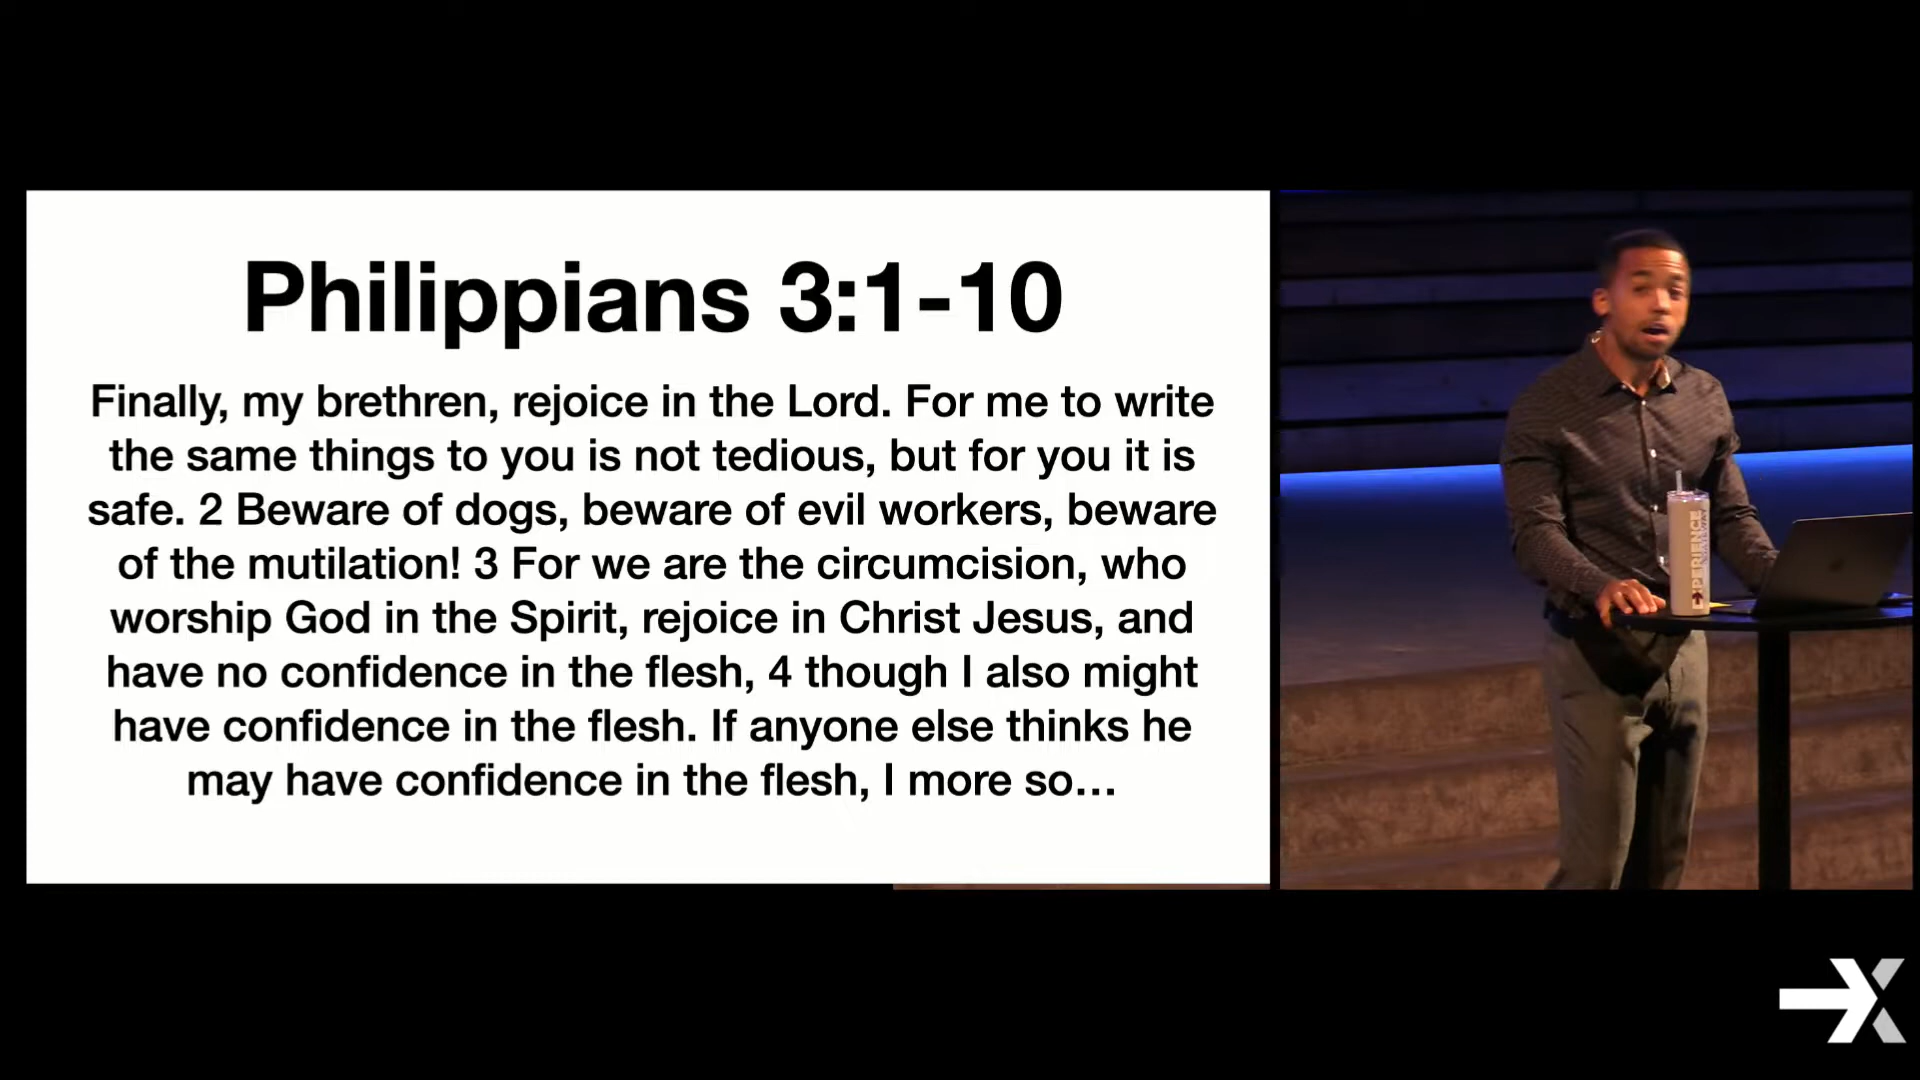 Philippians 3:1-10
Finally, my brethren, rejoice in the Lord. For me to write
the same things to you is not tedious, but for you it is
safe. 2 Beware of dogs, beware of evil workers, beware
of the mutilation! 3 For we are the circumcision, who
worship God in the Spirit, rejoice in Christ Jesus, and
have no confidence in the flesh, 4 though I also might
have confidence in the flesh. If anyone else thinks he
may have confidence in the flesh, I more so…
EXPERIENCE